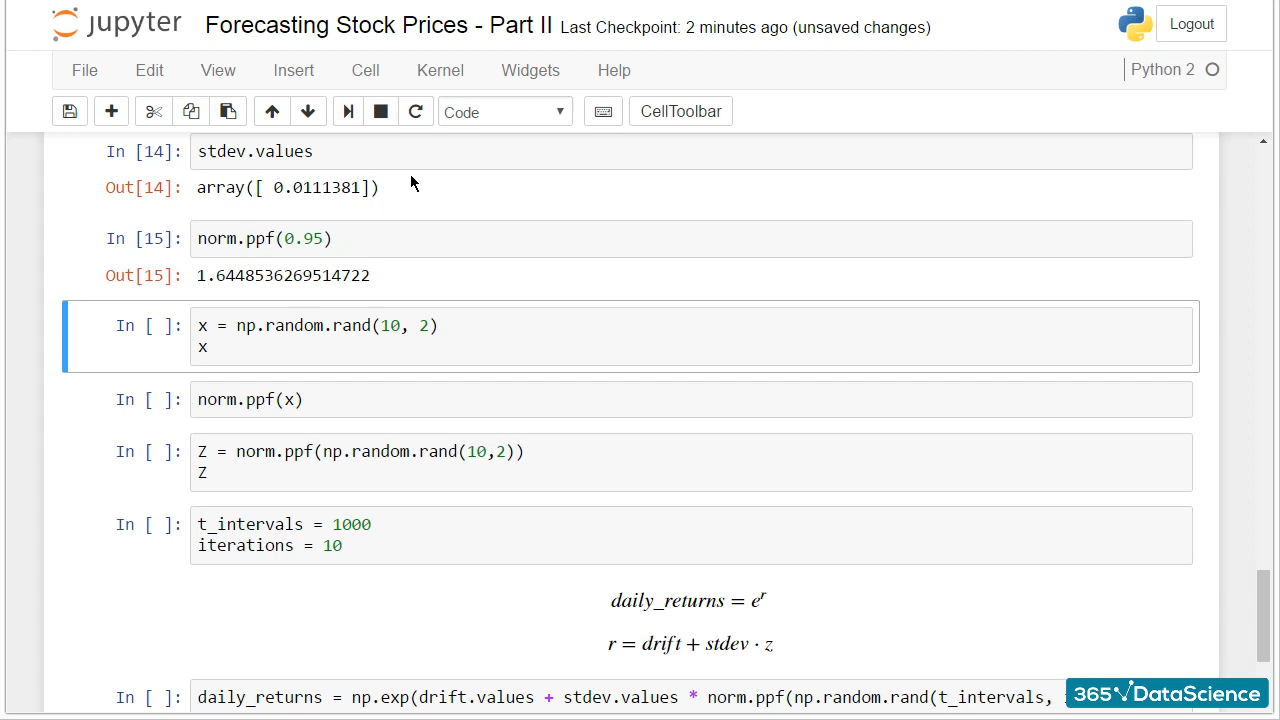 jupyter Forecasting Stock Prices - Part II Last Checkpoint: 2 minutes ago (unsaved changes) Logout
File Edit View Insert Cell Kernel Widgets Help Python 2
Code CellToolbar
In [14]: stdev.values
Out[14]: array([ 0.0111381])
In [15]: norm.ppf(0.95)
Out[15]: 1.6448536269514722
In [ ]: x = np.random.rand(10, 2)
x
In [ ]: norm.ppf(x)
In [ ]: Z = norm.ppf(np.random.rand(10,2))
Z
In [ ]: t_intervals = 1000
iterations = 10
daily_returns = eʳ
r = drift + stdev · z
In [ ]: daily_returns = np.exp(drift.values + stdev.values * norm.ppf(np.random.rand(t_intervals,
365√DataScience